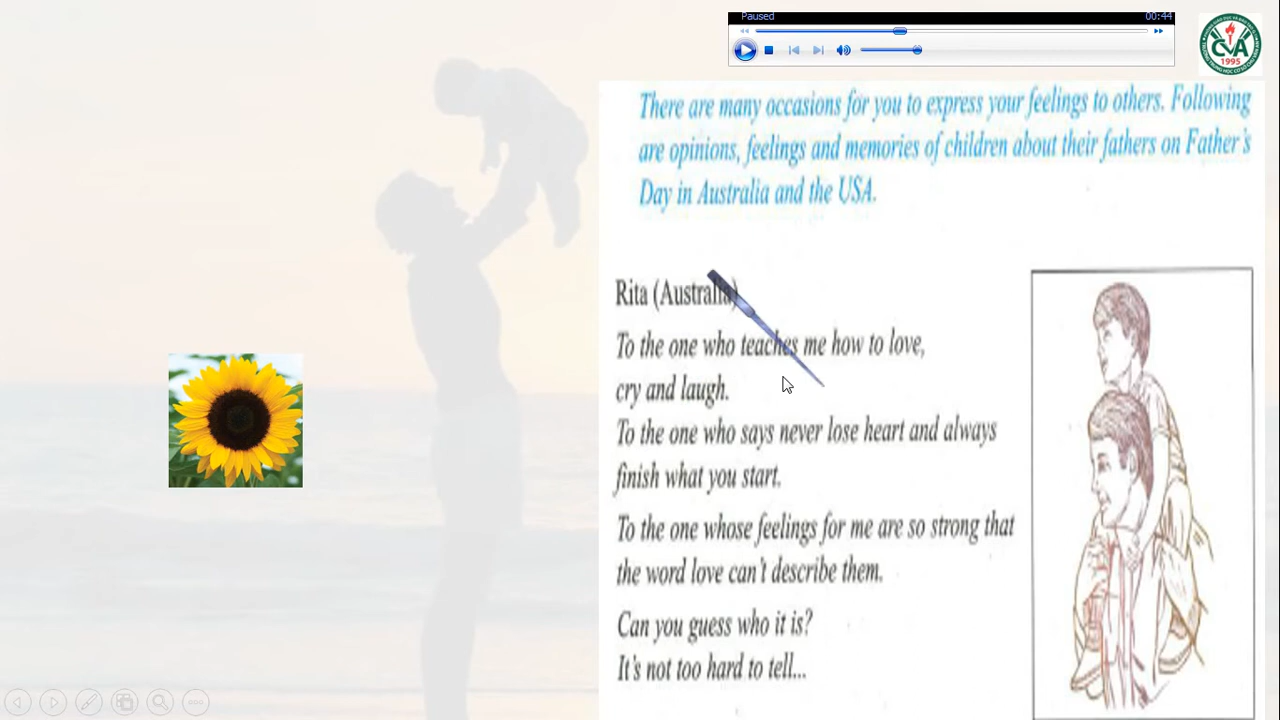 Paused 00:44
CVA
1995
There are many occasions for you to express your feelings to others. Following
are opinions, feelings and memories of children about their fathers on Father's
Day in Australia and the USA.
Rita (Australia)
To the one who teaches me how to love,
cry and laugh.
To the one who says never lose heart and always
finish what you start.
To the one whose feelings for me are so strong that
the word love can't describe them.
Can you guess who it is?
It's not too hard to tell...